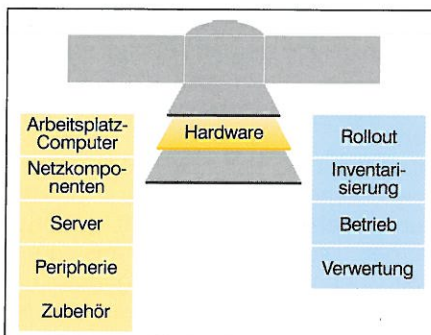 Hardware
Arbeitsplatz-
Computer
Netzkompo-
nenten
Server
Peripherie
Zubehör
Rollout
Inventari-
sierung
Betrieb
Verwertung